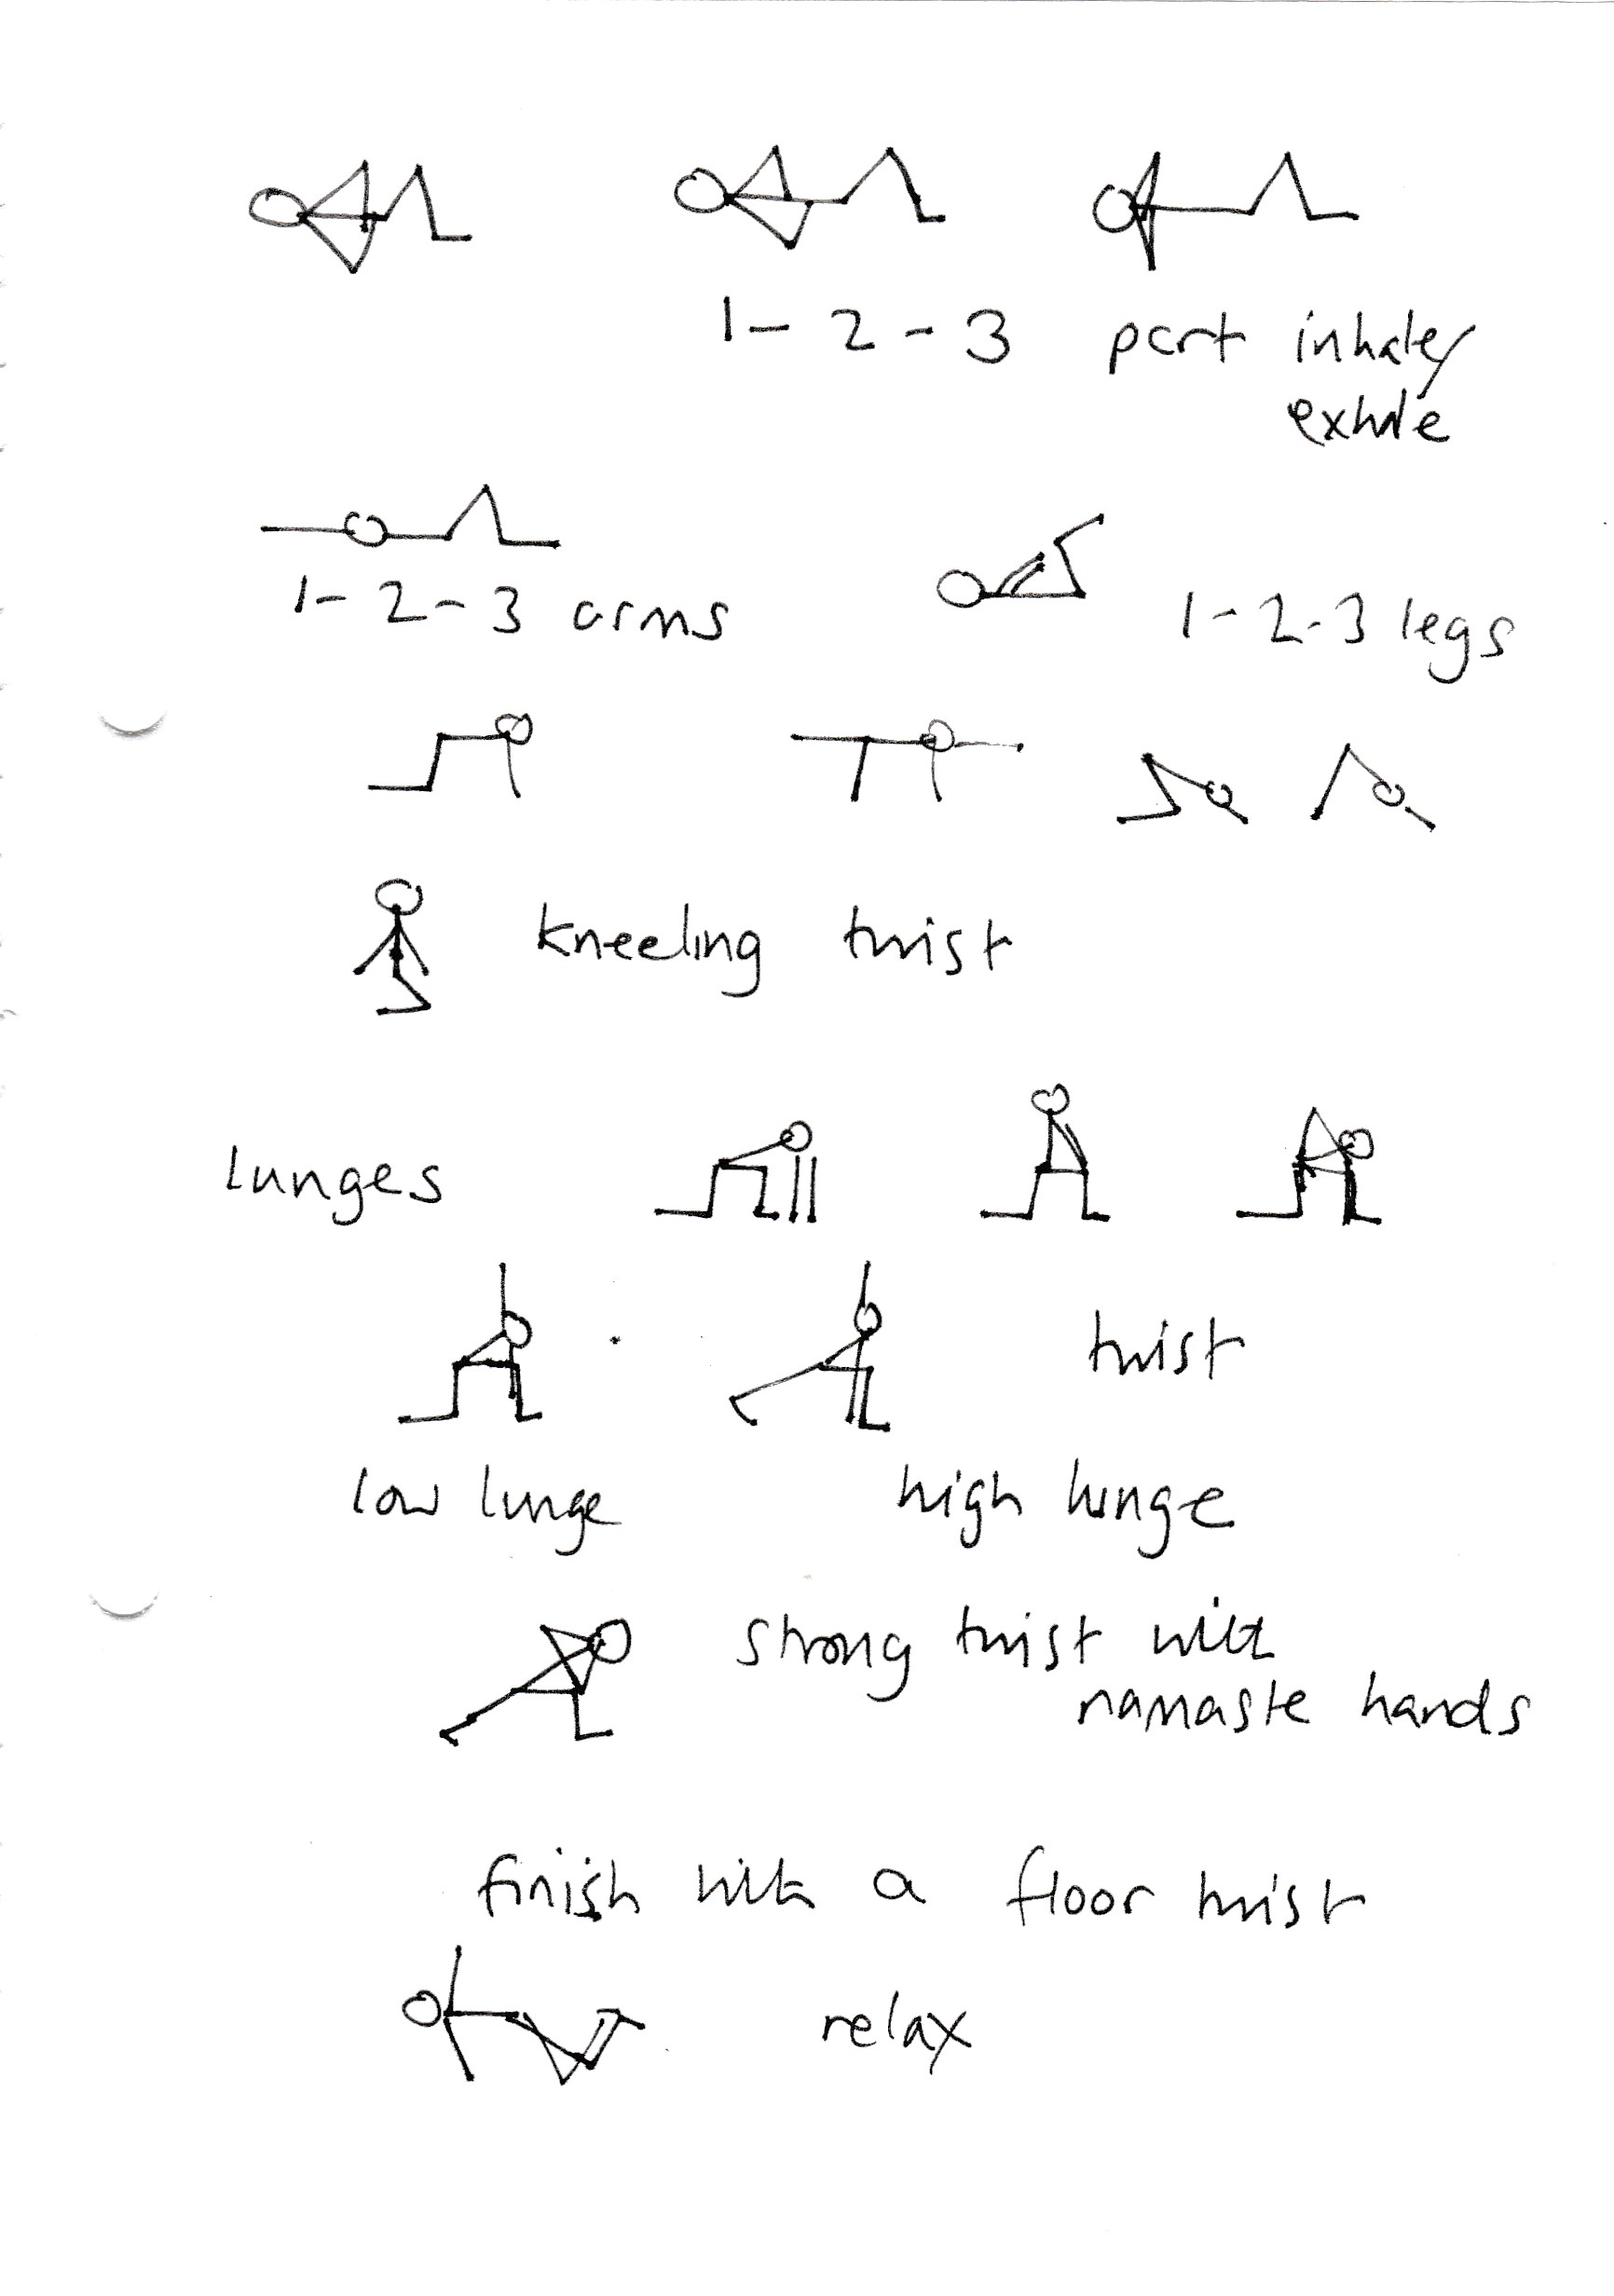 1 - 2 - 3 part inhale/
exhale
1 - 2 - 3 arms
1 - 2 - 3 legs
kneeling twist
lunges
twist
low lunge
high lunge
strong twist with
namaste hands
finish with a floor twist
relax